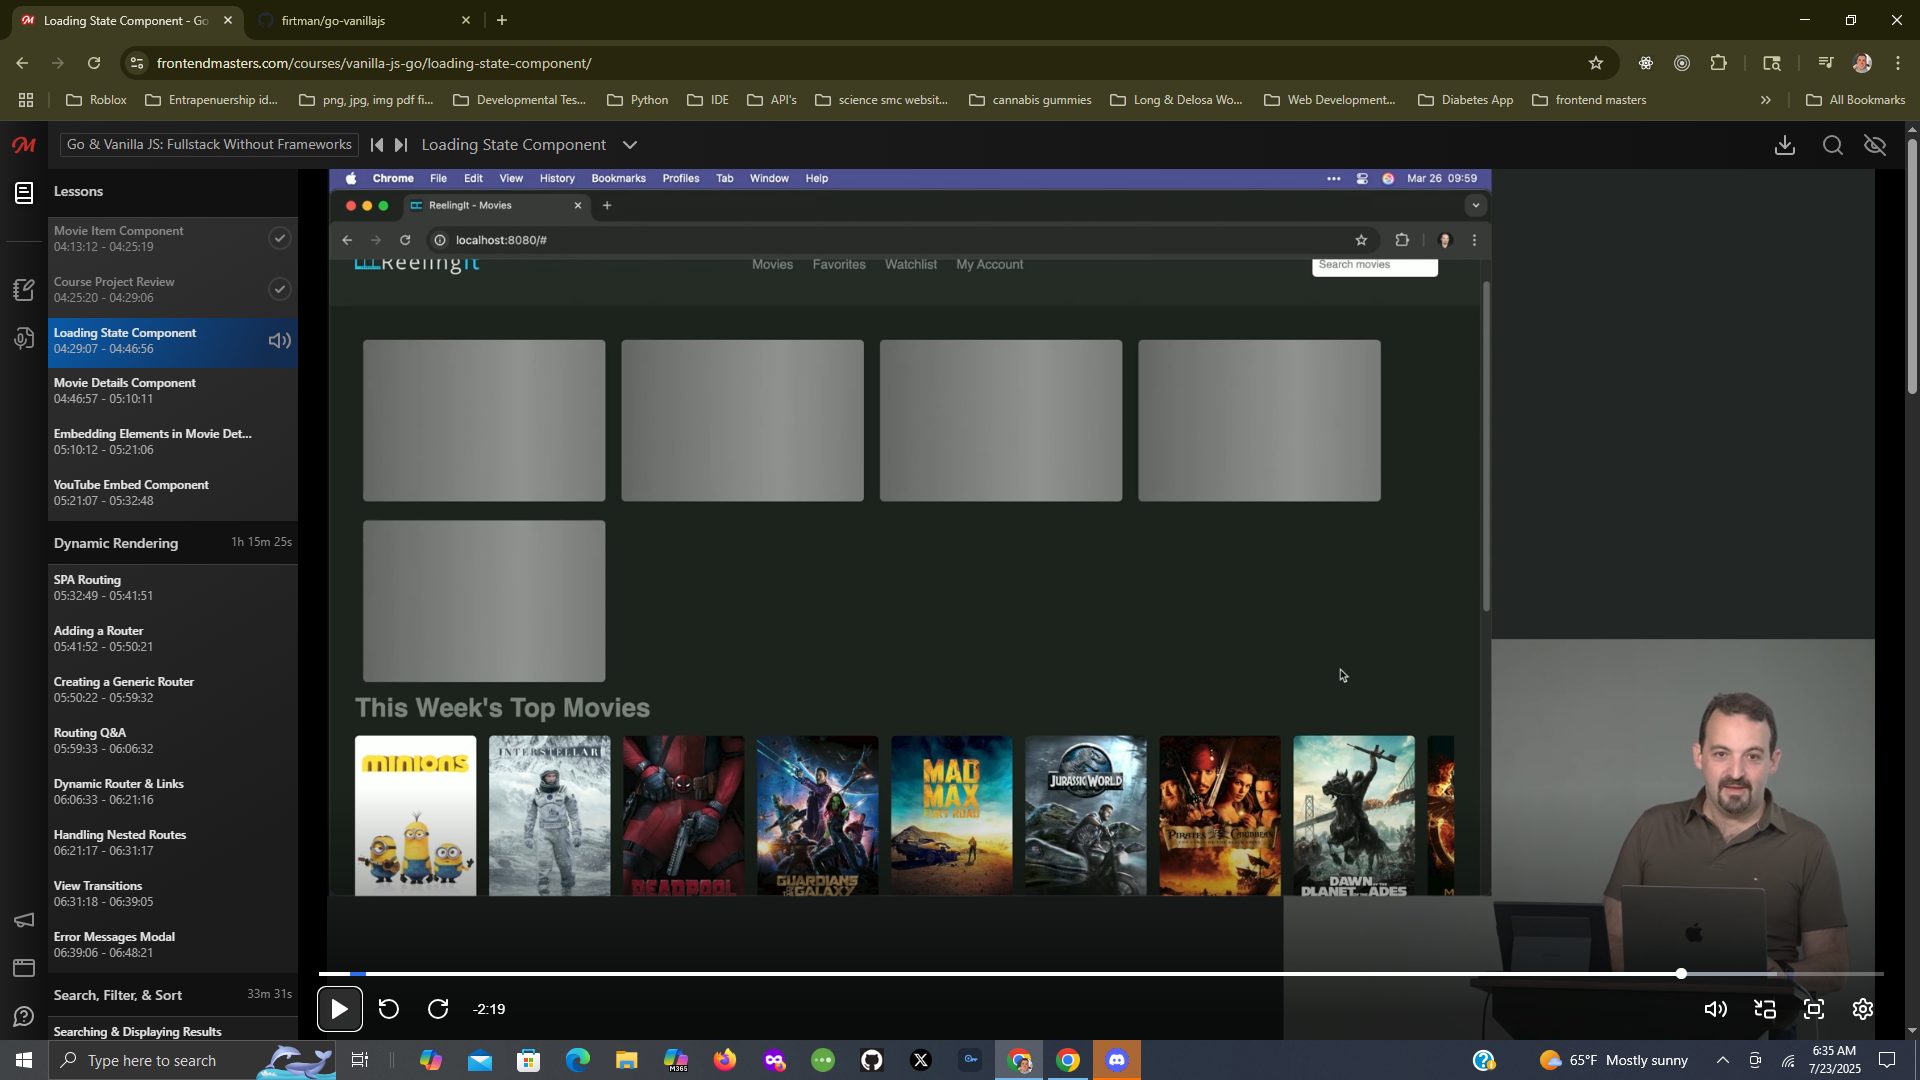 Loading State Component - Go
firtman/go-vanillajs
frontendmasters.com/courses/vanilla-js-go/loading-state-component/
Roblox
Entrapenuership id...
png, jpg, img pdf fi...
Developmental Tes...
Python
IDE
API's
science smc websit...
cannabis gummies
Long & Delosa Wo...
Web Development...
Diabetes App
frontend masters
All Bookmarks
Go & Vanilla JS: Fullstack Without Frameworks
Loading State Component
Lessons
Movie Item Component
04:13:12 - 04:25:19
Course Project Review
04:25:20 - 04:29:06
Loading State Component
04:29:07 - 04:46:56
Movie Details Component
04:46:57 - 05:10:11
Embedding Elements in Movie Det...
05:10:12 - 05:21:06
YouTube Embed Component
05:21:07 - 05:32:48
Dynamic Rendering 1h 15m 25s
SPA Routing
05:32:49 - 05:41:51
Adding a Router
05:41:52 - 05:50:21
Creating a Generic Router
05:50:22 - 05:59:32
Routing Q&A
05:59:33 - 06:06:32
Dynamic Router & Links
06:06:33 - 06:21:16
Handling Nested Routes
06:21:17 - 06:31:17
View Transitions
06:31:18 - 06:39:05
Error Messages Modal
06:39:06 - 06:48:21
Search, Filter, & Sort 33m 31s
Searching & Displaying Results
Chrome File Edit View History Bookmarks Profiles Tab Window Help
Mar 26 09:59
ReelingIt - Movies
localhost:8080/#
ReelingIt
Movies Favorites Watchlist My Account
Search movies
This Week's Top Movies
minions
INTERSTELLAR
DEADPOOL
GUARDIANS
OF THE GALAXY
MAD
MAX
FURY ROAD
JURASSIC WORLD
PIRATES OF THE CARIBBEAN
DAWN OF THE
PLANET OF THE APES
-2:19
Type here to search
65°F Mostly sunny
6:35 AM
7/23/2025